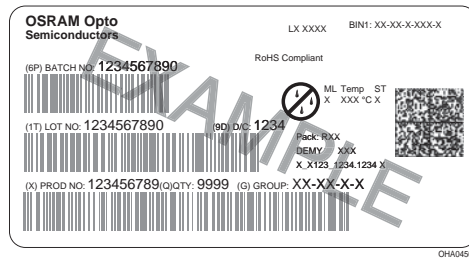 OSRAM Opto
Semiconductors
LX XXXX
BIN1: XX-XX-X-XXX-X
RoHS Compliant
(6P) BATCH NO: 1234567890
ML Temp ST
X XXX °C X
(1T) LOT NO: 1234567890
(9D) D/C: 1234
Pack: RXX
DEMY XXX
X_X123_1234.1234 X
(X) PROD NO: 123456789(Q)QTY: 9999 (G) GROUP: XX-XX-X-X
EXAMPLE